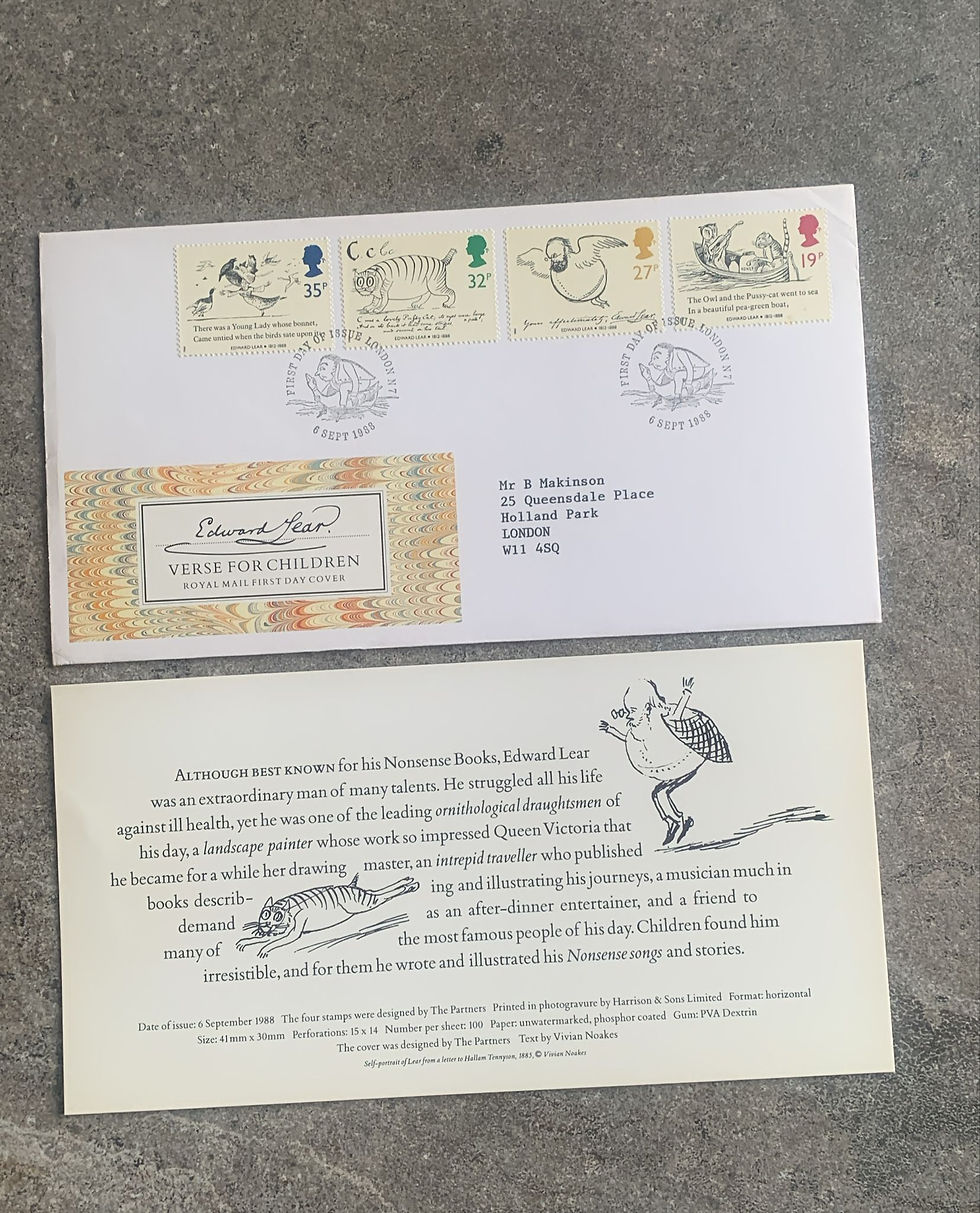 35P
There was a Young Lady whose bonnet,
Came untied when the birds sate upon it
EDWARD LEAR • 1812-1888
C c
32P
EDWARD LEAR • 1812-1888
27P
Yours approximately, Edward Lear
EDWARD LEAR • 1812-1888
19P
HONEY
The Owl and the Pussy-cat went to sea
In a beautiful pea-green boat,
EDWARD LEAR • 1812-1888
FIRST DAY OF ISSUE LONDON N7
6 SEPT 1988
FIRST DAY OF ISSUE LONDON N7
6 SEPT 1988
Edward Lear.
VERSE FOR CHILDREN
ROYAL MAIL FIRST DAY COVER
Mr B Makinson
25 Queensdale Place
Holland Park
LONDON
W11 4SQ
ALTHOUGH BEST KNOWN for his Nonsense Books, Edward Lear
was an extraordinary man of many talents. He struggled all his life
against ill health, yet he was one of the leading ornithological draughtsmen of
his day, a landscape painter whose work so impressed Queen Victoria that
he became for a while her drawing master, an intrepid traveller who published
books describ- ing and illustrating his journeys, a musician much in
demand as an after-dinner entertainer, and a friend to
many of the most famous people of his day. Children found him
irresistible, and for them he wrote and illustrated his Nonsense songs and stories.
Date of issue: 6 September 1988 The four stamps were designed by The Partners Printed in photogravure by Harrison & Sons Limited Format: horizontal
Size: 41mm x 30mm Perforations: 15 x 14 Number per sheet: 100 Paper: unwatermarked, phosphor coated Gum: PVA Dextrin
The cover was designed by The Partners Text by Vivian Noakes
Self-portrait of Lear from a letter to Hallam Tennyson, 1885, © Vivian Noakes